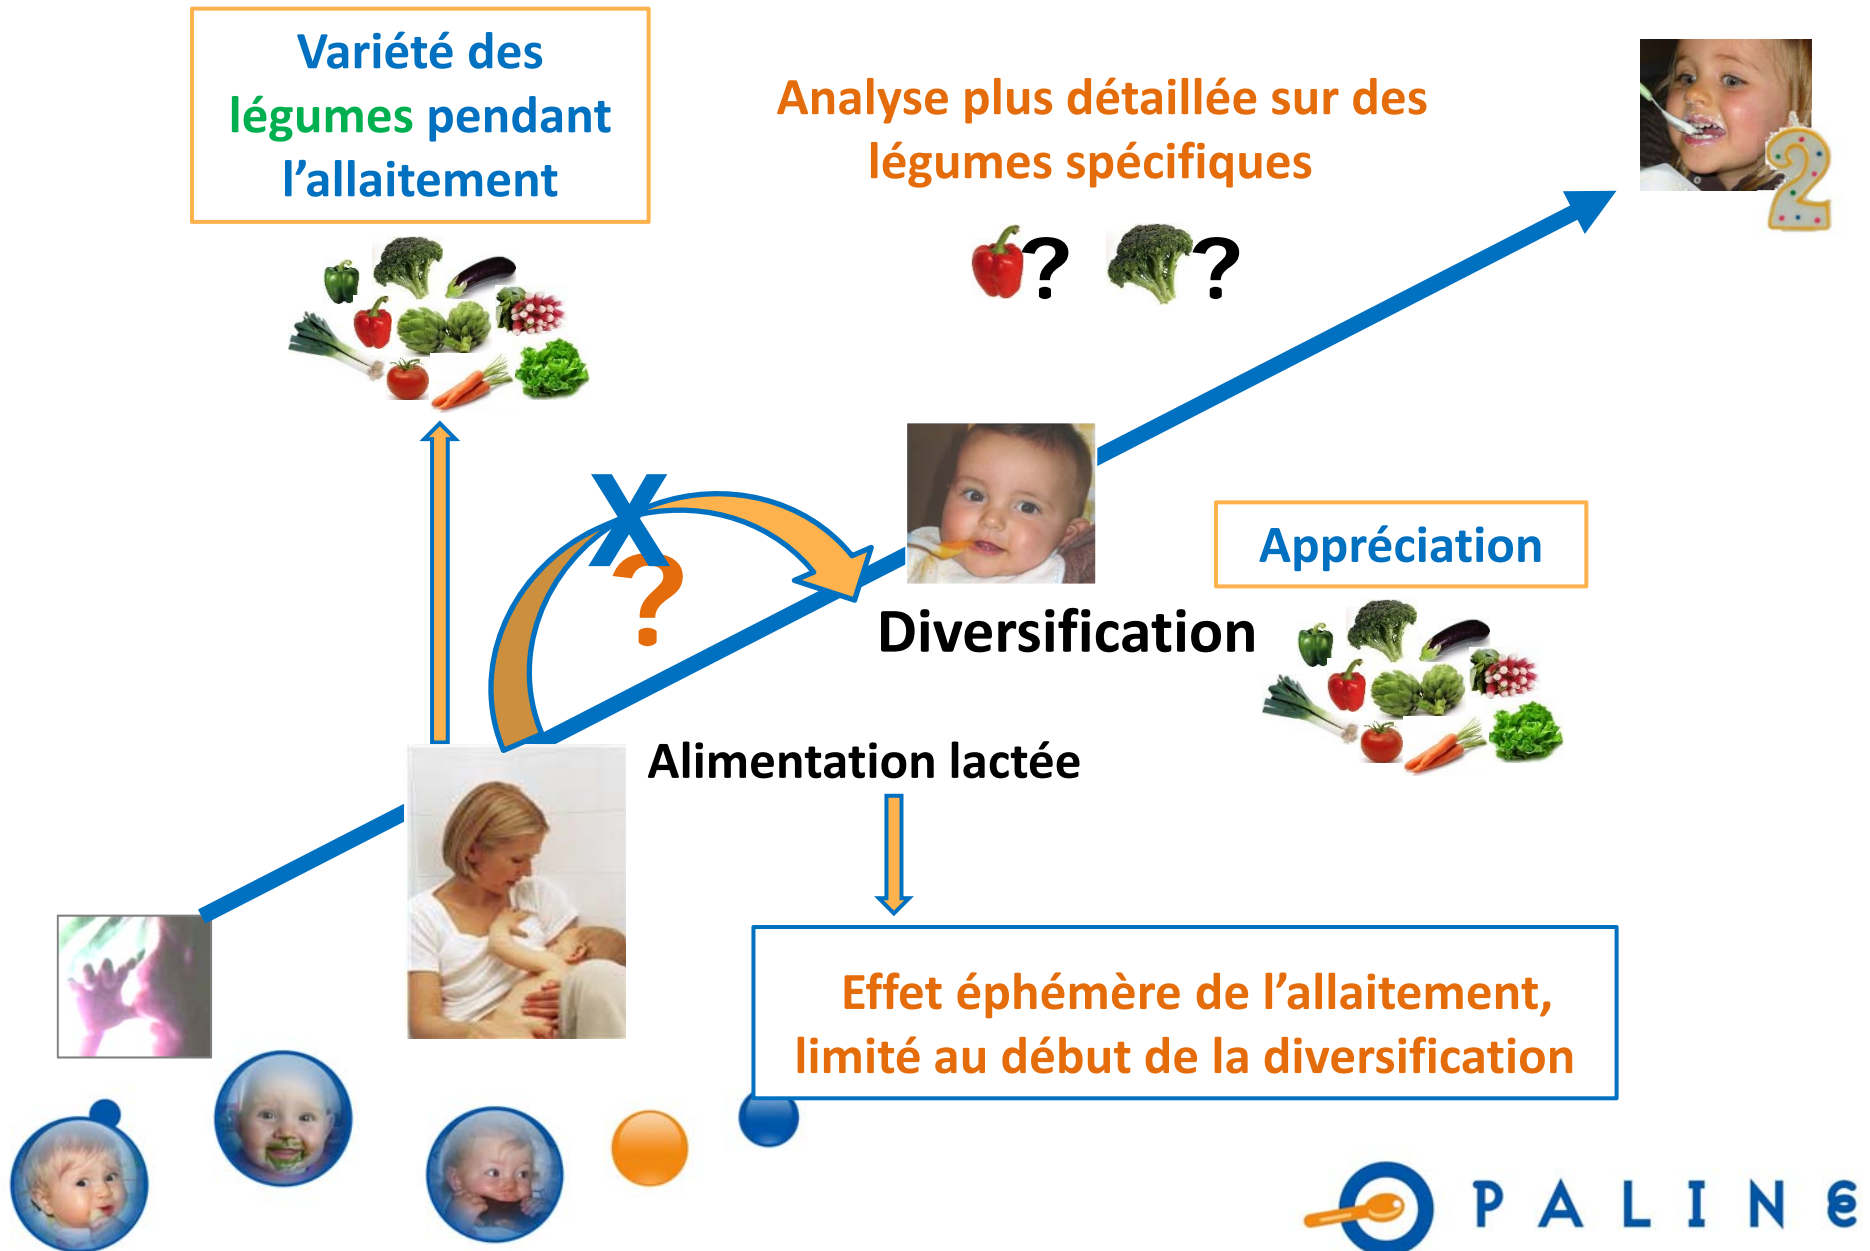 Variété des
légumes pendant
l’allaitement
Analyse plus détaillée sur des
légumes spécifiques
? ?
2
X
?
Appréciation
Diversification
Alimentation lactée
Effet éphémère de l’allaitement,
limité au début de la diversification
OPALINE